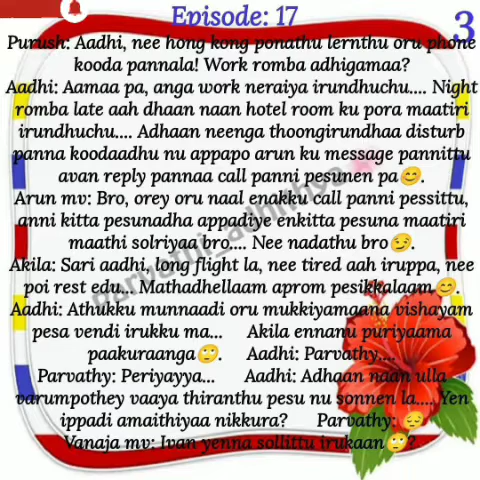 Episode: 17
3
Purush: Aadhi, nee hong kong ponathu lernthu oru phone
kooda pannala! Work romba adhigamaa?
Aadhi: Aamaa pa, anga work neraiya irundhuchu.... Night
romba late aah dhaan naan hotel room ku pora maatiri
irundhuchu.... Adhaan neenga thoongirundhaa disturb
panna koodaadhu nu appapo arun ku message pannittu
avan reply pannaa call panni pesunen pa😊.
Arun mv: Bro, orey oru naal enakku call panni pessittu,
anni kitta pesunadha appadiye enkitta pesuna maatiri
maathi solriyaa bro.... Nee nadathu bro😏.
Akila: Sari aadhi, long flight la, nee tired aah iruppa, nee
poi rest edu... Mathadhellaam aprom pesikkalaam😊.
Aadhi: Athukku munnaadi oru mukkiyamaana vishayam
pesa vendi irukku ma... Akila ennanu puriyaama
paakuraanga🙄. Aadhi: Parvathy....
Parvathy: Periyayya... Aadhi: Adhaan naan ulla
varumpothey vaaya thiranthu pesu nu sonnen la.... Yen
ippadi amaithiyaa nikkura? Parvathy: 😔
Vanaja mv: Ivan yenna sollittu irukaan🙄?